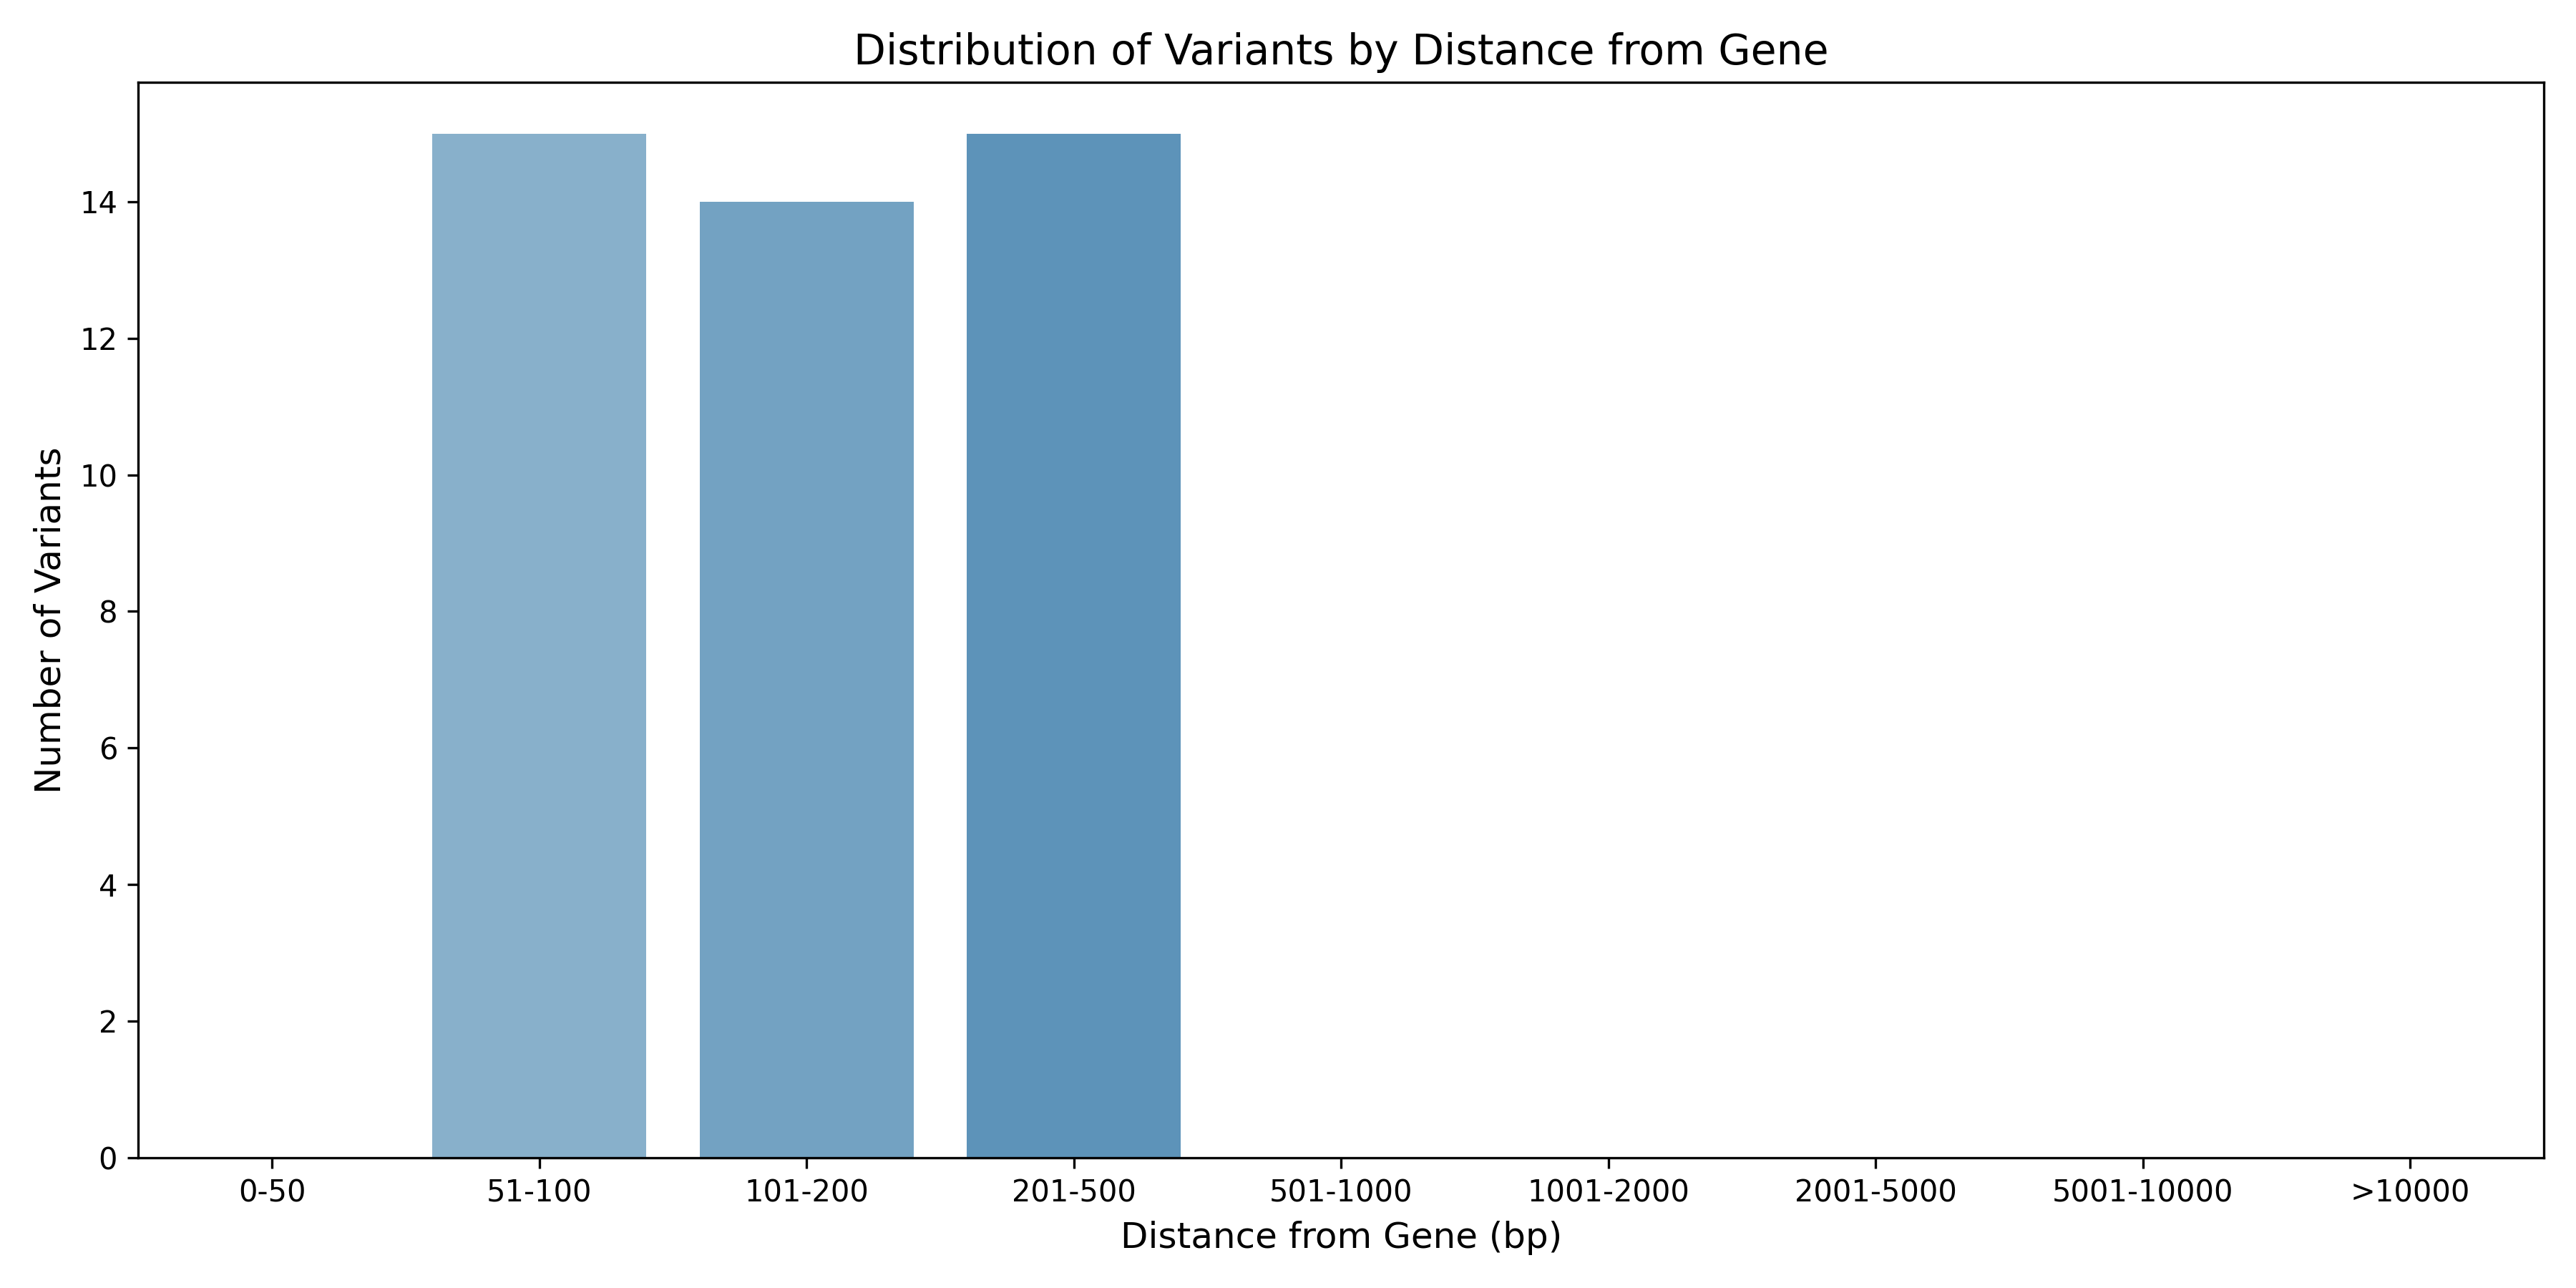 Distribution of Variants by Distance from Gene
Number of Variants
14
12
10
8
6
4
2
0
0-50 51-100 101-200 201-500 501-1000 1001-2000 2001-5000 5001-10000 >10000
Distance from Gene (bp)